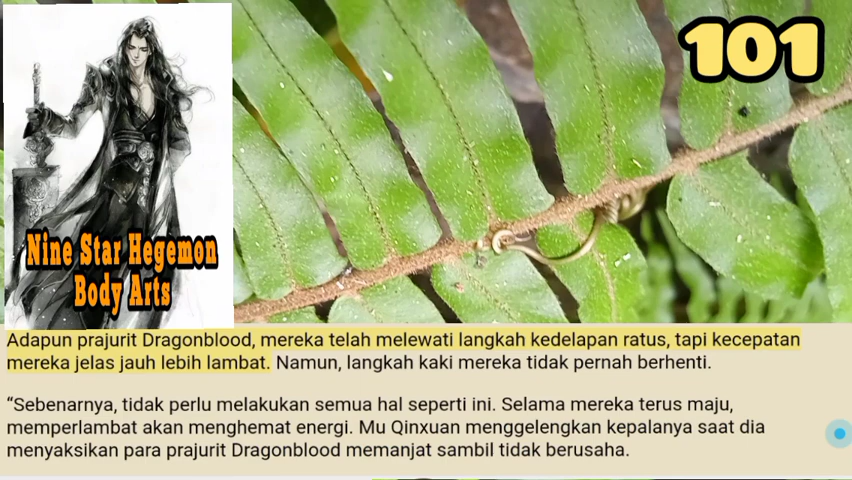 101
Nine Star Hegemon
Body Arts
Adapun prajurit Dragonblood, mereka telah melewati langkah kedelapan ratus, tapi kecepatan
mereka jelas jauh lebih lambat. Namun, langkah kaki mereka tidak pernah berhenti.
“Sebenarnya, tidak perlu melakukan semua hal seperti ini. Selama mereka terus maju,
memperlambat akan menghemat energi. Mu Qinxuan menggelengkan kepalanya saat dia
menyaksikan para prajurit Dragonblood memanjat sambil tidak berusaha.